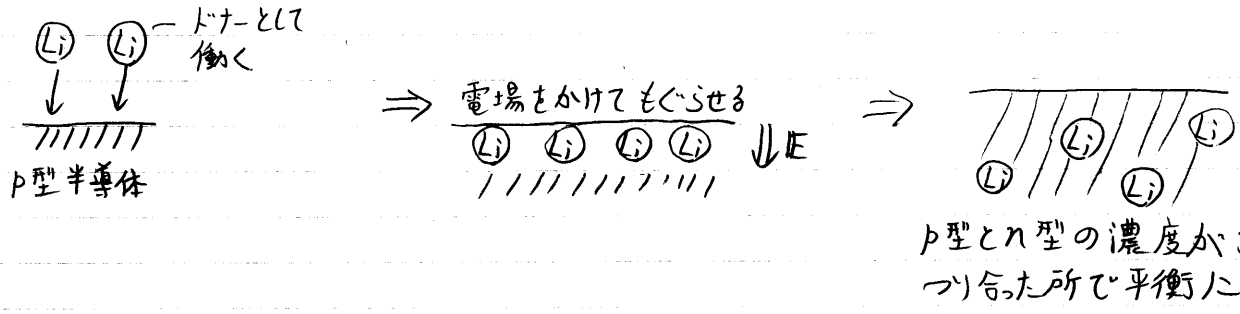 Li Li ードナーとして
働く
p型半導体
⇒ 電場をかけてもぐらせる
Li Li Li Li ⇓E
⇒
Li Li Li Li
p型とn型の濃度が
つり合った所で平衡に